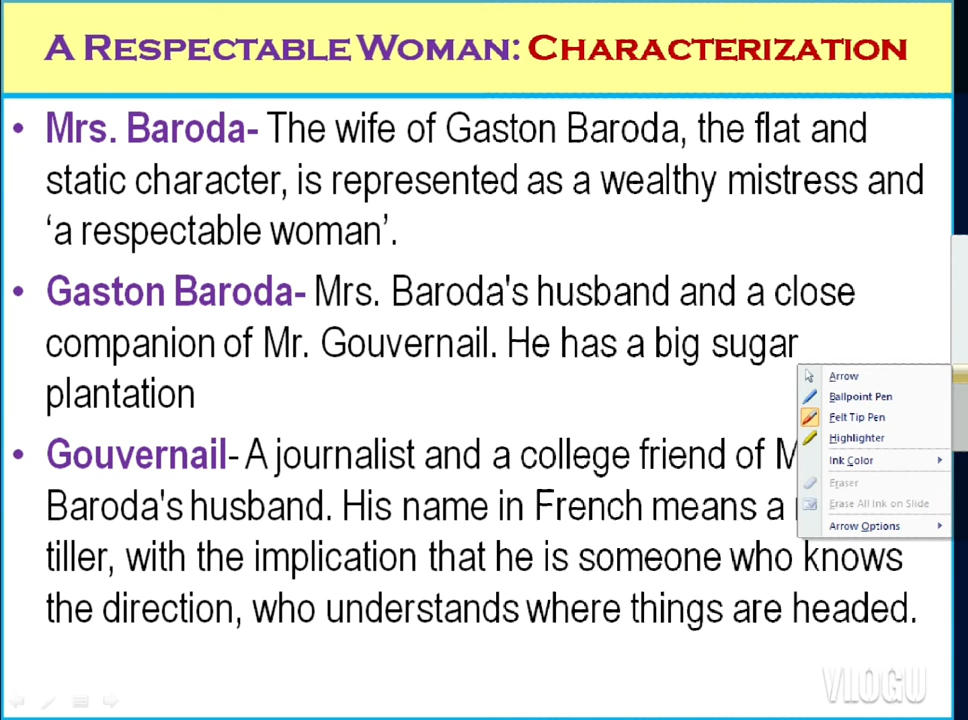 A RESPECTABLE WOMAN: CHARACTERIZATION
• Mrs. Baroda- The wife of Gaston Baroda, the flat and
static character, is represented as a wealthy mistress and
‘a respectable woman’.
• Gaston Baroda- Mrs. Baroda's husband and a close
companion of Mr. Gouvernail. He has a big sugar
plantation
• Gouvernail- A journalist and a college friend of
Baroda's husband. His name in French means a
tiller, with the implication that he is someone who knows
the direction, who understands where things are headed.
Arrow
Ballpoint Pen
Felt Tip Pen
Highlighter
Ink Color
Eraser
Erase All Ink on Slide
Arrow Options
VLOGU